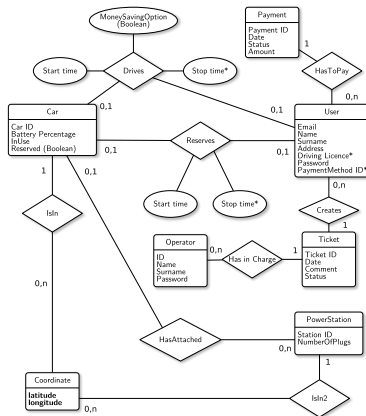 MoneySavingOption
(Boolean)
Payment
Payment ID
Date
Status
Amount
Start time
Drives
Stop time*
1
HasToPay
0,1
0,1
0,n
Car
Car ID
Battery Percentage
InUse
Reserved (Boolean)
User
Email
Name
Surname
Address
Driving Licence*
Password
PaymentMethod ID*
0,1
Reserves
0,1
1
0,1
0,n
IsIn
Start time
Stop time*
Creates
1
Operator
ID
Name
Surname
Password
0,n
Has in Charge
1
Ticket
Ticket ID
Date
Comment
Status
0,n
HasAttached
0,n
PowerStation
Station ID
NumberOfPlugs
1
Coordinate
latitude
longitude
0,n
IsIn2